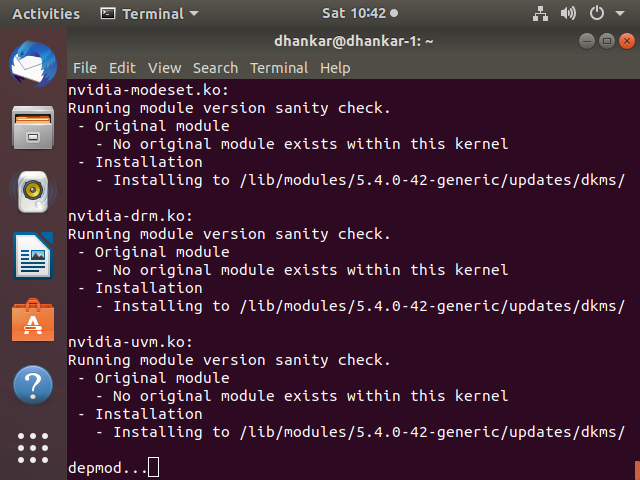 Activities Terminal Sat 10:42
dhankar@dhankar-1: ~
File Edit View Search Terminal Help
nvidia-modeset.ko:
Running module version sanity check.
- Original module
- No original module exists within this kernel
- Installation
- Installing to /lib/modules/5.4.0-42-generic/updates/dkms/
nvidia-drm.ko:
Running module version sanity check.
- Original module
- No original module exists within this kernel
- Installation
- Installing to /lib/modules/5.4.0-42-generic/updates/dkms/
nvidia-uvm.ko:
Running module version sanity check.
- Original module
- No original module exists within this kernel
- Installation
- Installing to /lib/modules/5.4.0-42-generic/updates/dkms/
depmod...